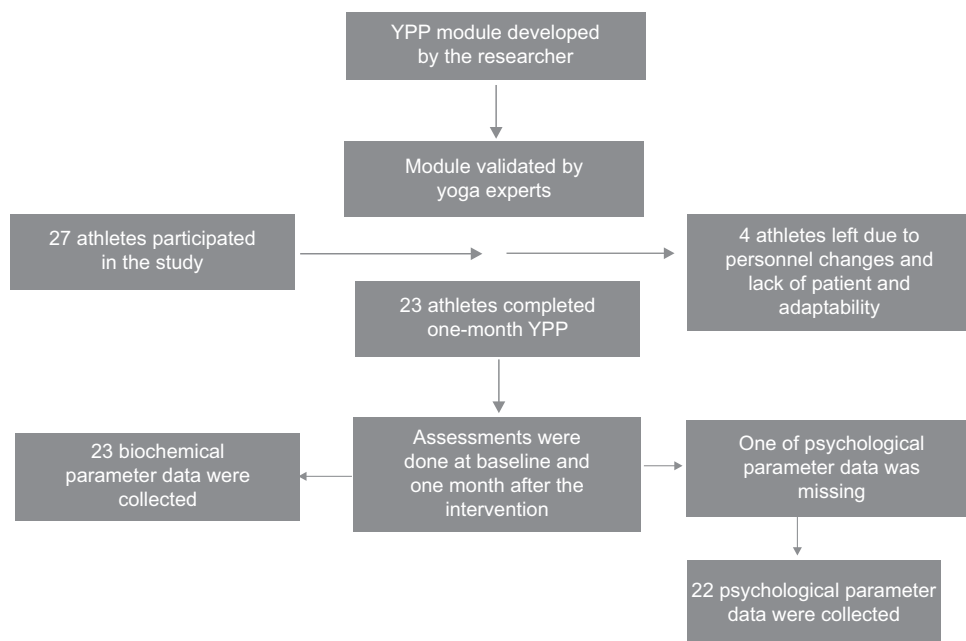 YPP module developed
by the researcher
Module validated by
yoga experts
27 athletes participated
in the study
4 athletes left due to
personnel changes and
lack of patient and
adaptability
23 athletes completed
one-month YPP
23 biochemical
parameter data were
collected
Assessments were
done at baseline and
one month after the
intervention
One of psychological
parameter data was
missing
22 psychological parameter
data were collected